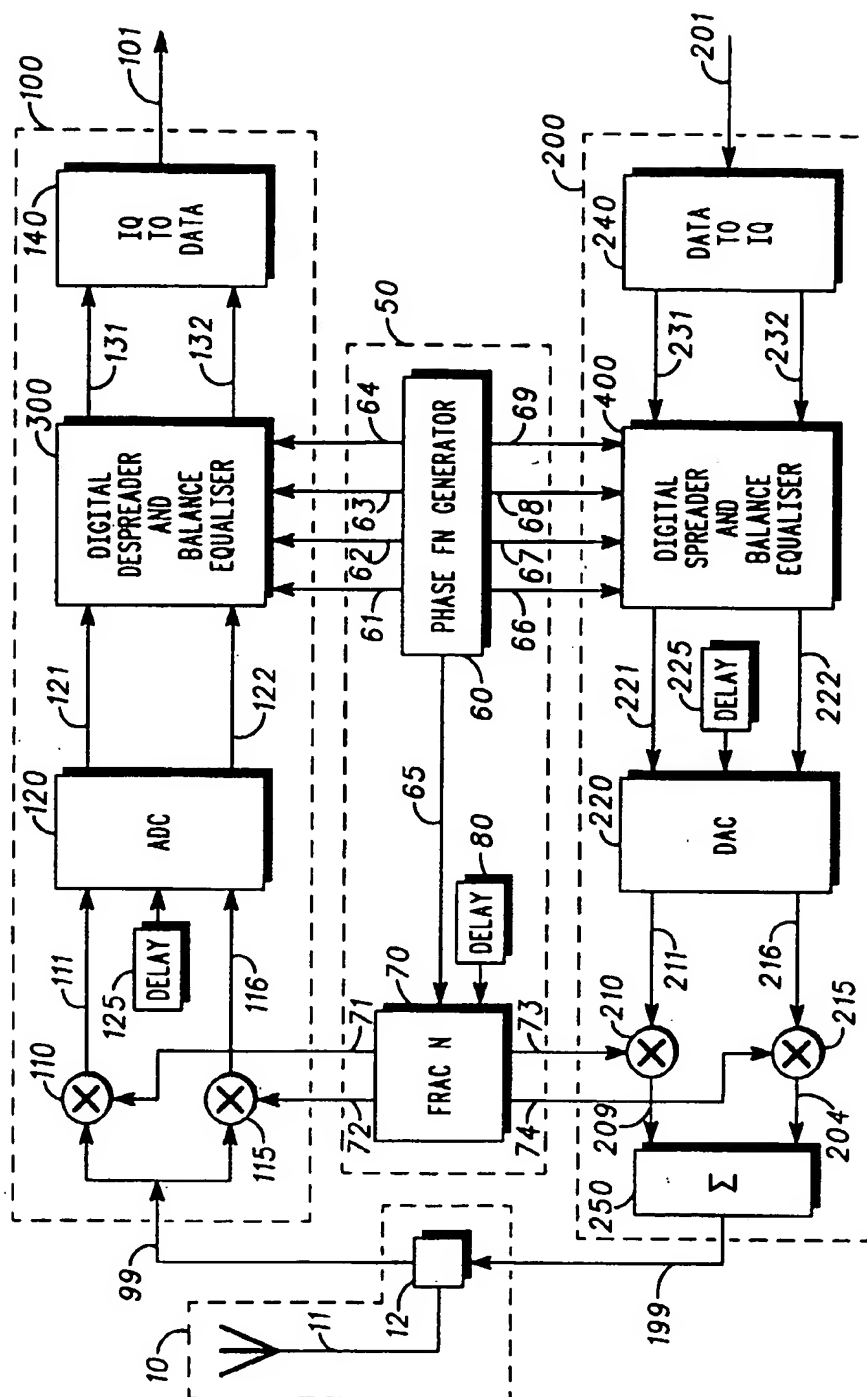 100
101
140
IQ
TO
DATA
131
132
300
DIGITAL
DESPREADER
AND
BALANCE
EQUALISER
121
122
120
ADC
111
125
DELAY
116
110
115
99
50
64
63
62
61
PHASE FN GENERATOR
69
68
67
66
60
65
80
DELAY
70
FRAC N
71
72
73
74
10
11
12
199
200
201
240
DATA
TO
IQ
231
232
400
DIGITAL
SPREADER
AND
BALANCE
EQUALISER
221
225
DELAY
222
220
DAC
211
216
210
215
209
204
250
Σ